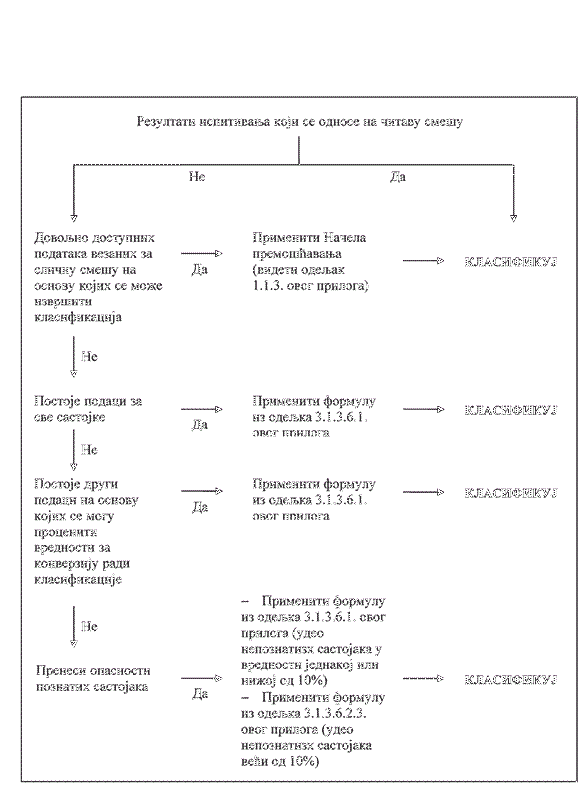 Резултати испитивања који се односе на читаву смешу
Не
Да
Довољно доступних
података везаних за
сличну смешу на
основу којих се може
извршити
класификација
Да
Применити Начела
премошћавања
(видети одељак
1.1.3. овог прилога)
КЛАСИФИКУЈ
Не
Постоје подаци за
све састојке
Да
Применити формулу
из одељка 3.1.3.6.1.
овог прилога
КЛАСИФИКУЈ
Не
Постоје други
подаци на основу
којих се могу
проценити
вредности за
конверзију ради
класификације
Да
Применити формулу
из одељка 3.1.3.6.1.
овог прилога
КЛАСИФИКУЈ
Не
Пренеси опасности
познатих састојака
Да
– Применити формулу
из одељка 3.1.3.6.1. овог
прилога (удео
непознатизх састојака у
вредности једнакој или
нижој од 10%)
– Применити формулу
из одељка 3.1.3.6.2.3.
овог прилога (удео
непознатизх састојака
већи од 10%)
КЛАСИФИКУЈ